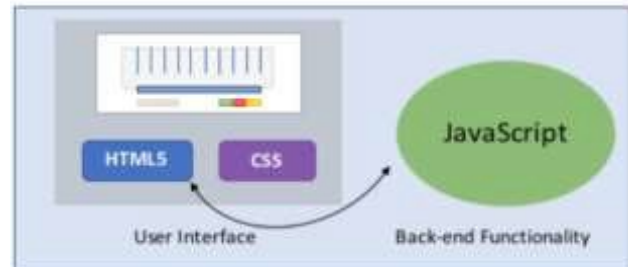 HTML5
CSS
JavaScript
User Interface
Back-end Functionality